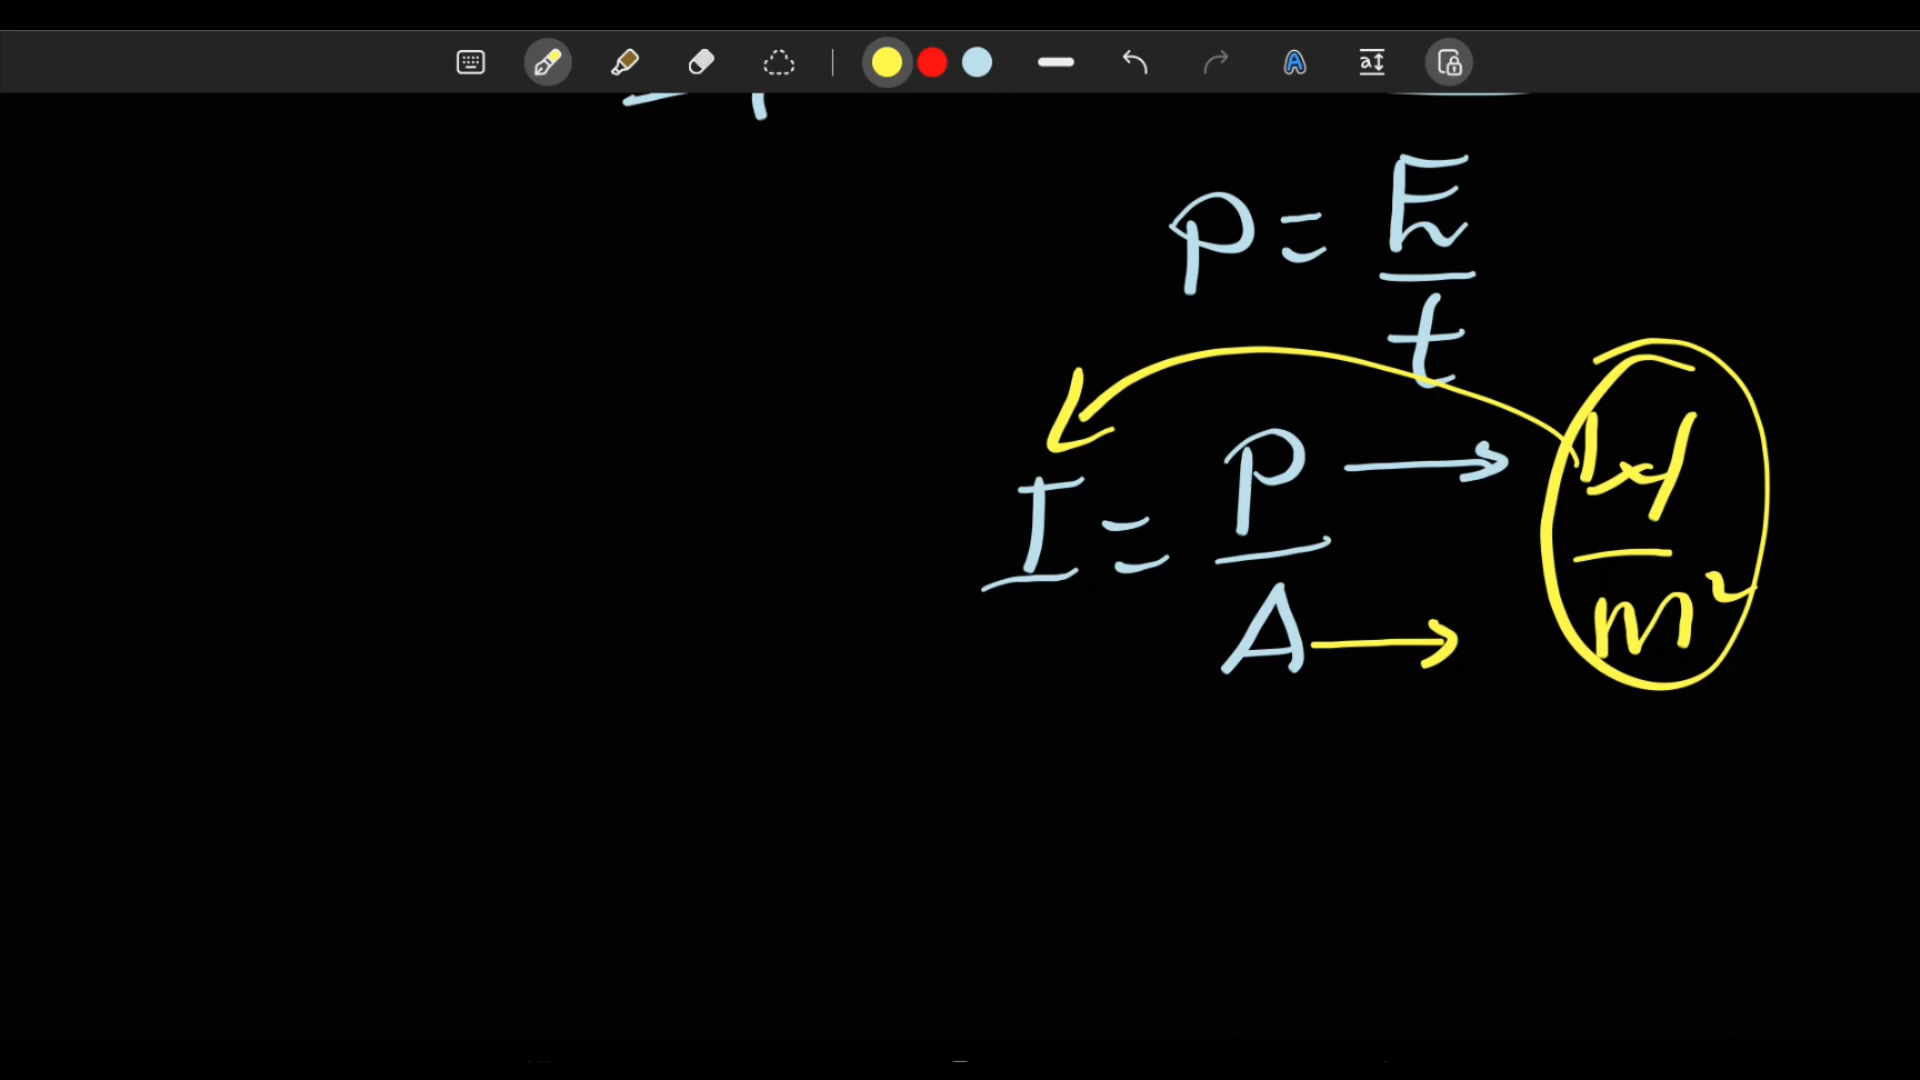 P = E/t
I = P/A → W/m²